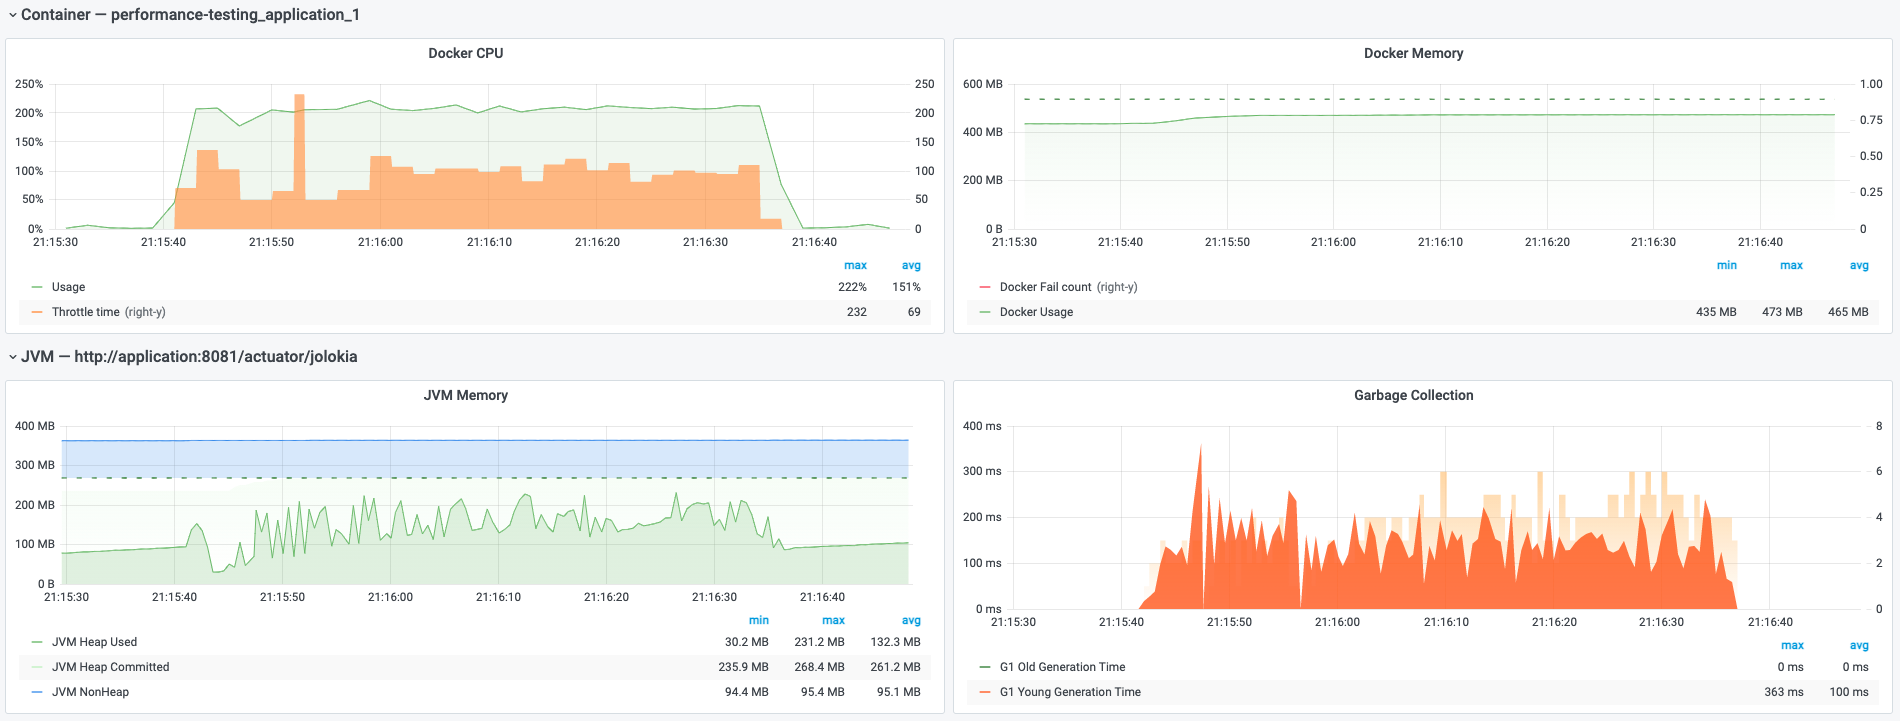 Container — performance-testing_application_1
Docker CPU
250%
200%
150%
100%
50%
0%
250
200
150
100
50
0
21:15:30 21:15:40 21:15:50 21:16:00 21:16:10 21:16:20 21:16:30 21:16:40
max avg
Usage 222% 151%
Throttle time (right-y) 232 69
Docker Memory
600 MB
400 MB
200 MB
0 B
1.00
0.75
0.50
0.25
0
21:15:30 21:15:40 21:15:50 21:16:00 21:16:10 21:16:20 21:16:30 21:16:40
min max avg
Docker Fail count (right-y)
Docker Usage 435 MB 473 MB 465 MB
JVM — http://application:8081/actuator/jolokia
JVM Memory
400 MB
300 MB
200 MB
100 MB
0 B
21:15:30 21:15:40 21:15:50 21:16:00 21:16:10 21:16:20 21:16:30 21:16:40
min max avg
JVM Heap Used 30.2 MB 231.2 MB 132.3 MB
JVM Heap Committed 235.9 MB 268.4 MB 261.2 MB
JVM NonHeap 94.4 MB 95.4 MB 95.1 MB
Garbage Collection
400 ms
300 ms
200 ms
100 ms
0 ms
8
6
4
2
0
21:15:30 21:15:40 21:15:50 21:16:00 21:16:10 21:16:20 21:16:30 21:16:40
max avg
G1 Old Generation Time 0 ms 0 ms
G1 Young Generation Time 363 ms 100 ms